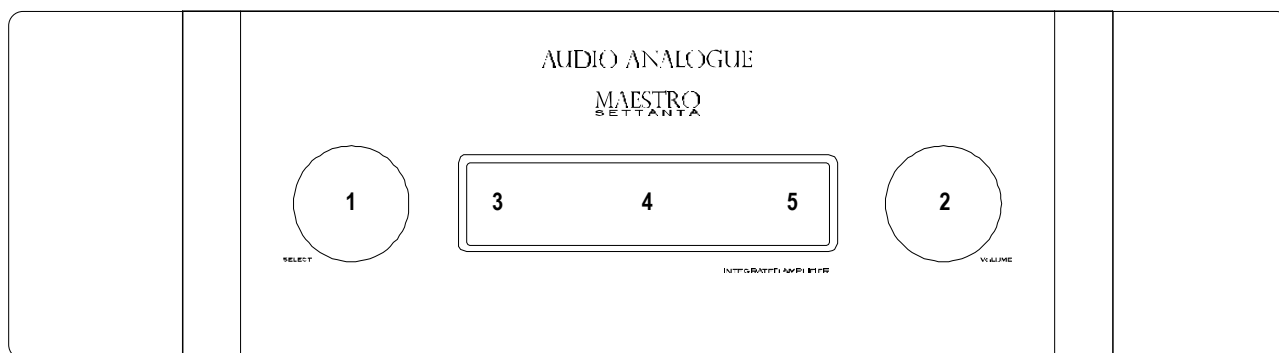 AUDIO ANALOGUE
MAESTRO
SETTANTA
1 3 4 5 2
SELECT VOLUME
INTEGRATED AMPLIFIER